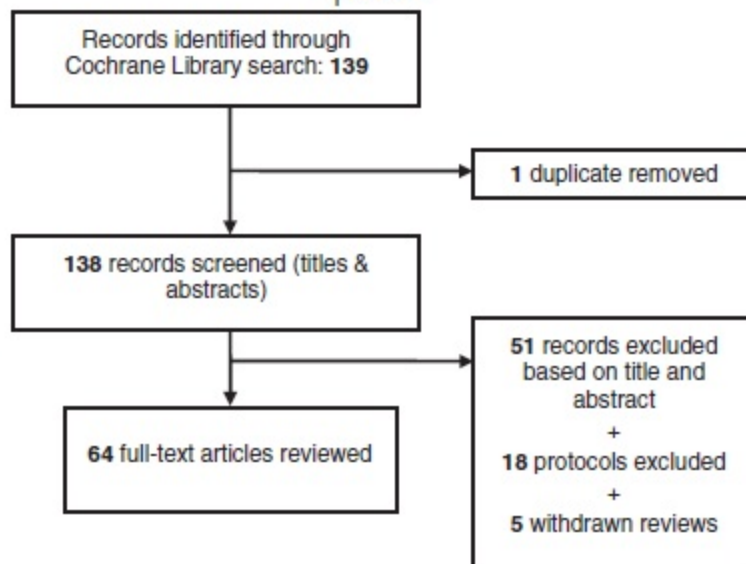 Records identified through
Cochrane Library search: 139
1 duplicate removed
138 records screened (titles &
abstracts)
51 records excluded
based on title and
abstract
+
18 protocols excluded
+
5 withdrawn reviews
64 full-text articles reviewed